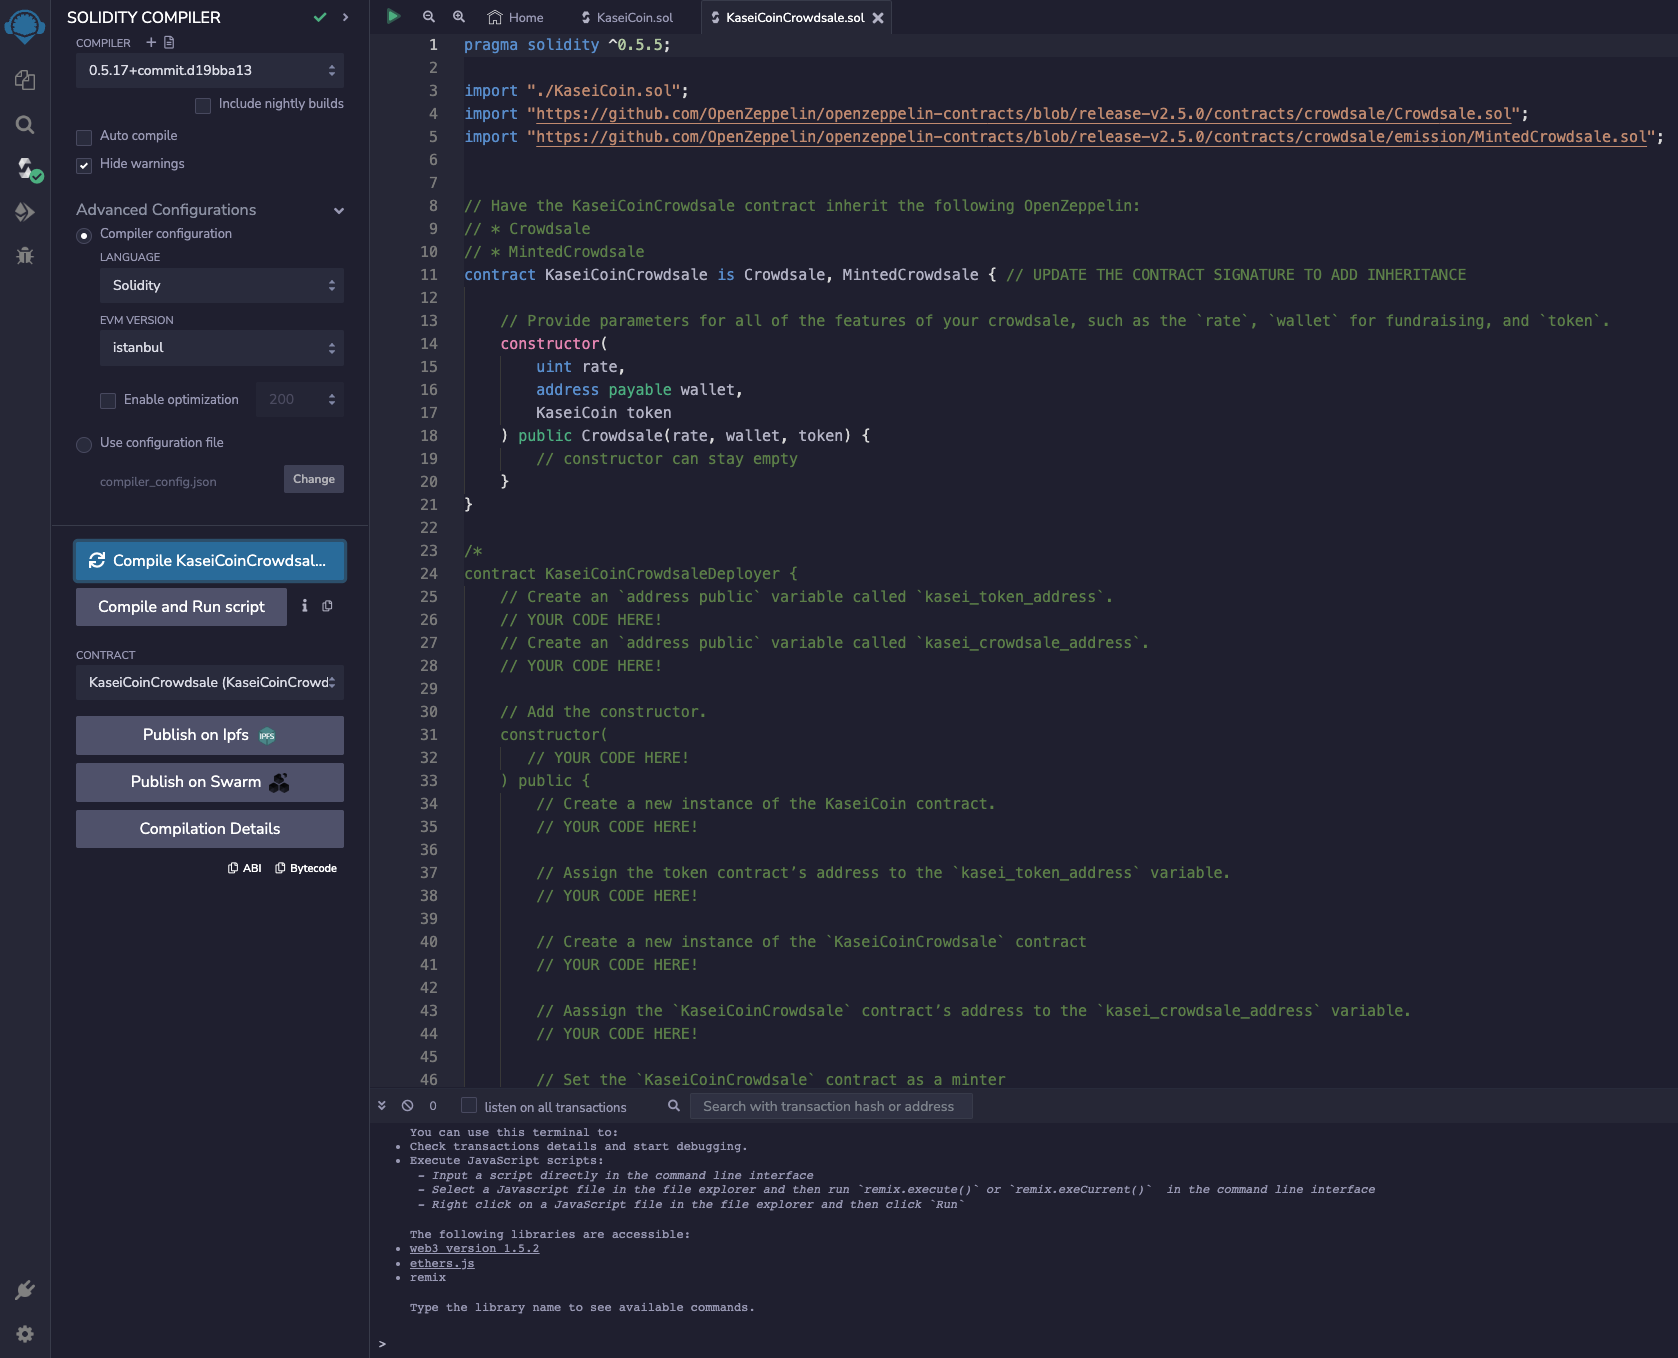 SOLIDITY COMPILER
COMPILER
0.5.17+commit.d19bba13
Include nightly builds
Auto compile
Hide warnings
Advanced Configurations
Compiler configuration
LANGUAGE
Solidity
EVM VERSION
istanbul
Enable optimization
200
Use configuration file
compiler_config.json
Change
Compile KaseiCoinCrowdsal...
Compile and Run script
CONTRACT
KaseiCoinCrowdsale (KaseiCoinCrowd
Publish on Ipfs IPFS
Publish on Swarm
Compilation Details
ABI Bytecode
Home KaseiCoin.sol KaseiCoinCrowdsale.sol
1 pragma solidity ^0.5.5;
2
3 import "./KaseiCoin.sol";
4 import "https://github.com/OpenZeppelin/openzeppelin-contracts/blob/release-v2.5.0/contracts/crowdsale/Crowdsale.sol";
5 import "https://github.com/OpenZeppelin/openzeppelin-contracts/blob/release-v2.5.0/contracts/crowdsale/emission/MintedCrowdsale.sol";
6
7
8 // Have the KaseiCoinCrowdsale contract inherit the following OpenZeppelin:
9 // * Crowdsale
10 // * MintedCrowdsale
11 contract KaseiCoinCrowdsale is Crowdsale, MintedCrowdsale { // UPDATE THE CONTRACT SIGNATURE TO ADD INHERITANCE
12
13 // Provide parameters for all of the features of your crowdsale, such as the `rate`, `wallet` for fundraising, and `token`.
14 constructor(
15 uint rate,
16 address payable wallet,
17 KaseiCoin token
18 ) public Crowdsale(rate, wallet, token) {
19 // constructor can stay empty
20 }
21 }
22
23 /*
24 contract KaseiCoinCrowdsaleDeployer {
25 // Create an `address public` variable called `kasei_token_address`.
26 // YOUR CODE HERE!
27 // Create an `address public` variable called `kasei_crowdsale_address`.
28 // YOUR CODE HERE!
29
30 // Add the constructor.
31 constructor(
32 // YOUR CODE HERE!
33 ) public {
34 // Create a new instance of the KaseiCoin contract.
35 // YOUR CODE HERE!
36
37 // Assign the token contract’s address to the `kasei_token_address` variable.
38 // YOUR CODE HERE!
39
40 // Create a new instance of the `KaseiCoinCrowdsale` contract
41 // YOUR CODE HERE!
42
43 // Aassign the `KaseiCoinCrowdsale` contract’s address to the `kasei_crowdsale_address` variable.
44 // YOUR CODE HERE!
45
46 // Set the `KaseiCoinCrowdsale` contract as a minter
0 listen on all transactions Search with transaction hash or address
You can use this terminal to:
• Check transactions details and start debugging.
• Execute JavaScript scripts:
- Input a script directly in the command line interface
- Select a Javascript file in the file explorer and then run `remix.execute()` or `remix.exeCurrent()` in the command line interface
- Right click on a JavaScript file in the file explorer and then click `Run`
The following libraries are accessible:
• web3 version 1.5.2
• ethers.js
• remix
Type the library name to see available commands.
>